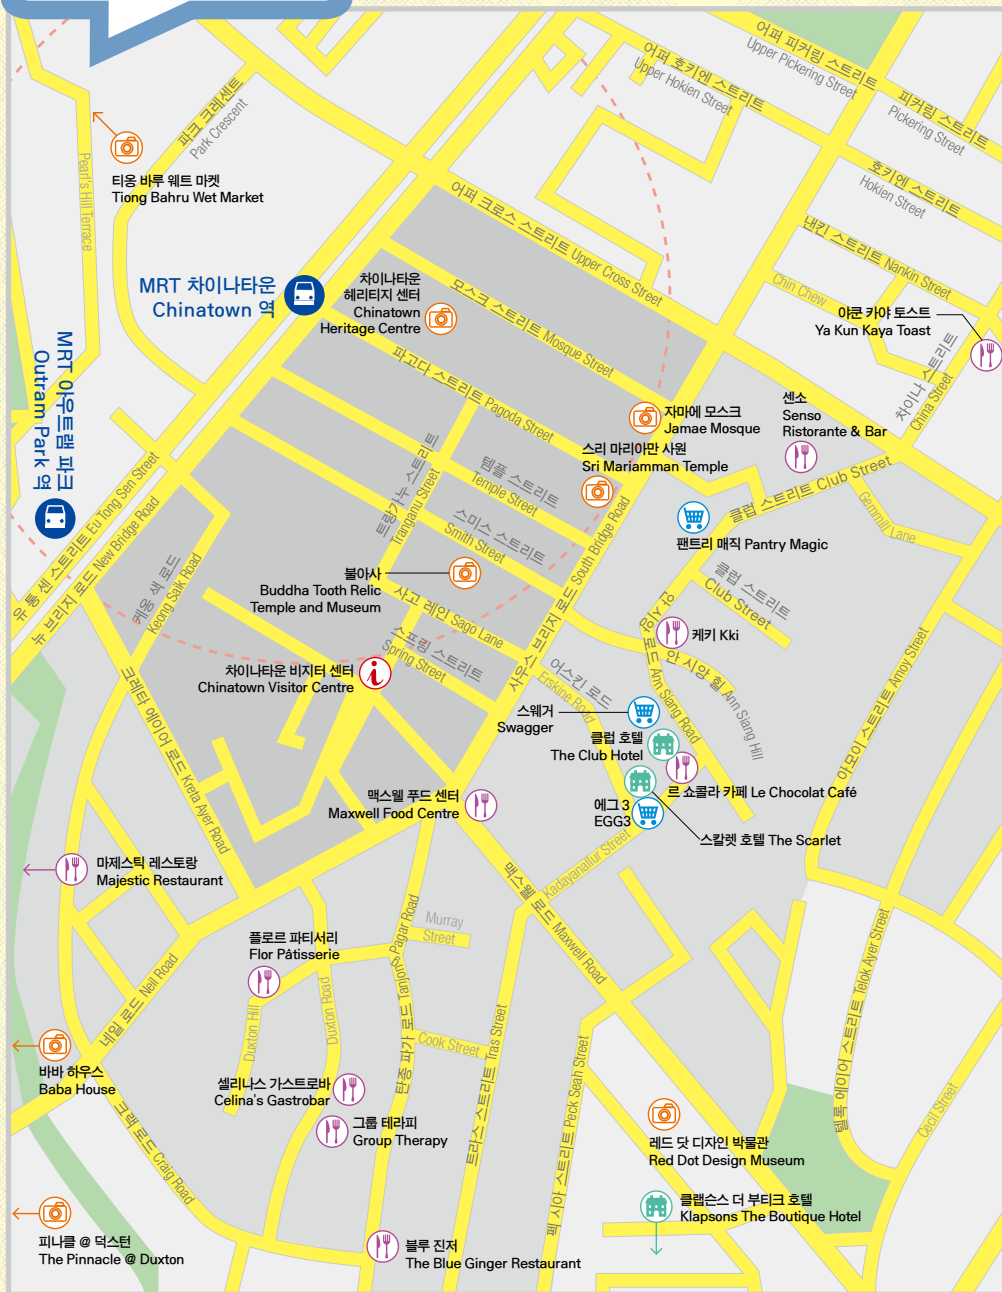 어퍼 피커링 스트리트
Upper Pickering Street
어퍼 호키엔 스트리트
Upper Hokien Street
피커링 스트리트
Pickering Street
호키엔 스트리트
Hokien Street
낸킨 스트리트 Nankin Street
Chin Chew
파크 크레센트
Park Crescent
Pearl's Hill Terrace
티옹 바루 웨트 마켓
Tiong Bahru Wet Market
어퍼 크로스 스트리트 Upper Cross Street
MRT 차이나타운
Chinatown 역
차이나타운
헤리티지 센터
Chinatown
Heritage Centre
모스크 스트리트 Mosque Street
야쿤 카야 토스트
Ya Kun Kaya Toast
차이나 스트리트
China Street
MRT 아우트램 파크
Outram Park 역
파고다 스트리트 Pagoda Street
자마에 모스크
Jamae Mosque
센소
Senso
Ristorante & Bar
스리 마리아만 사원
Sri Mariamman Temple
템플 스트리트
Temple Street
트랑가누 스트리트
Tranganu Street
스미스 스트리트
Smith Street
클럽 스트리트 Club Street
Gemmill Lane
팬트리 매직 Pantry Magic
유 통 센 스트리트 Eu Tong Sen Street
뉴 브리지 로드 New Bridge Road
케옹 색 로드
Keong Saik Road
불아사
Buddha Tooth Relic
Temple and Museum
사고 레인 Sago Lane
스프링 스트리트
Spring Street
사우스 브리지 로드 South Bridge Road
클럽 스트리트
Club Street
케키 Kki
안 시앙 로드 Ann Siang Road
안 시앙 힐 Ann Siang Hill
어스킨 로드
Erskine Road
차이나타운 비지터 센터
Chinatown Visitor Centre
스웨거
Swagger
클럽 호텔
The Club Hotel
아모이 스트리트 Amoy Street
크레타 에이어 로드 Kreta Ayer Road
맥스웰 푸드 센터
Maxwell Food Centre
르 쇼콜라 카페 Le Chocolat Café
에그 3
EGG3
스칼렛 호텔 The Scarlet
Kadayanallur Street
마제스틱 레스토랑
Majestic Restaurant
맥스웰 로드 Maxwell Road
Murray
Street
플로르 파티서리
Flor Pâtisserie
네일 로드 Neil Road
Duxton Hill
Duxton Road
탄종 파가 로드 Tanjong Pagar Road
Cook Street
트라스 스트리트 Tras Street
펙 시아 스트리트 Peck Seah Street
텔록 에이어 스트리트 Telok Ayer Street
Cecil Street
바바 하우스
Baba House
크랙 로드 Craig Road
셀리나스 가스트로바
Celina's Gastrobar
그룹 테라피
Group Therapy
레드 닷 디자인 박물관
Red Dot Design Museum
클랩슨스 더 부티크 호텔
Klapsons The Boutique Hotel
피나클 @ 덕스턴
The Pinnacle @ Duxton
블루 진저
The Blue Ginger Restaurant